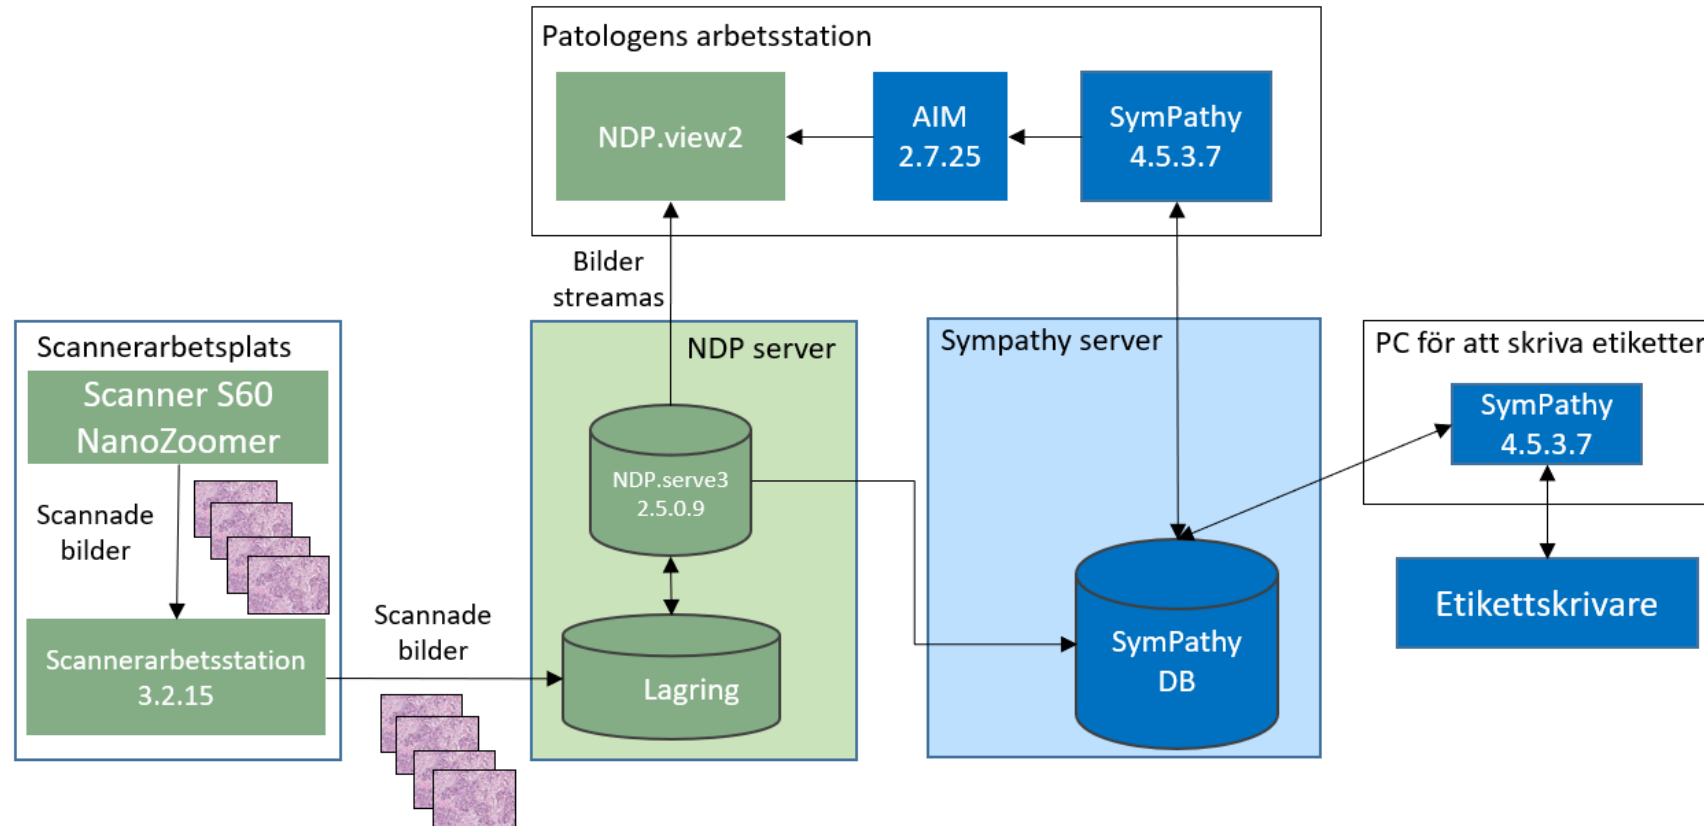 Patologens arbetsstation
NDP.view2
AIM
2.7.25
SymPathy
4.5.3.7
Bilder
streamas
Scannerarbetsplats
Scanner S60
NanoZoomer
Scannade
bilder
Scannerarbetsstation
3.2.15
Scannade
bilder
NDP server
NDP.serve3
2.5.0.9
Lagring
Sympathy server
SymPathy
DB
PC för att skriva etiketter
SymPathy
4.5.3.7
Etikettskrivare